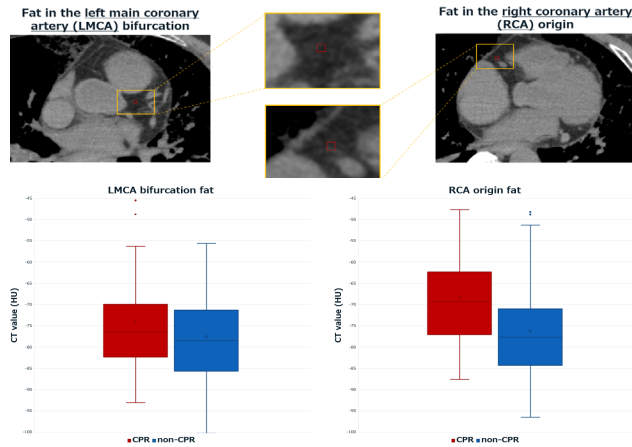 Fat in the left main coronary
artery (LMCA) bifurcation
Fat in the right coronary artery
(RCA) origin
LMCA bifurcation fat
CT value (HU)
-45
-50
-55
-60
-65
-70
-75
-80
-85
-90
-95
-100
CPR non-CPR
RCA origin fat
CT value (HU)
-45
-50
-55
-60
-65
-70
-75
-80
-85
-90
-95
-100
CPR non-CPR